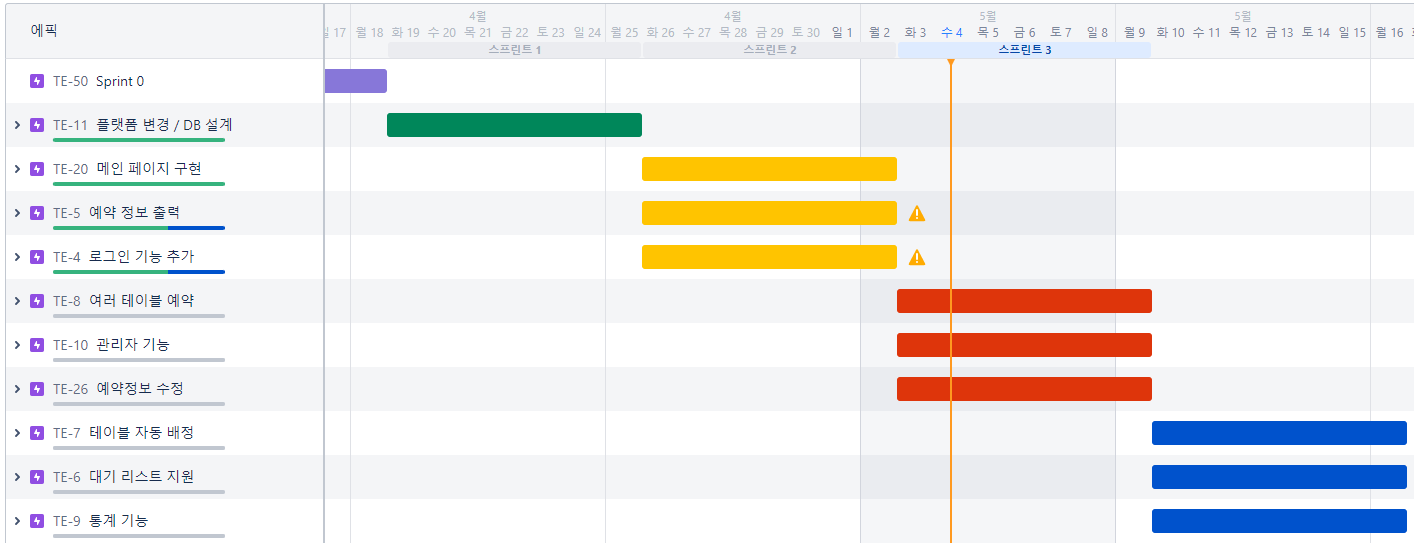 에픽
4월 4월 5월 5월
일 17 월 18 화 19 수 20 목 21 금 22 토 23 일 24 월 25 화 26 수 27 목 28 금 29 토 30 일 1 월 2 화 3 수 4 목 5 금 6 토 7 일 8 월 9 화 10 수 11 목 12 금 13 토 14 일 15 월 16
스프린트 1 스프린트 2 스프린트 3
TE-50 Sprint 0
TE-11 플랫폼 변경 / DB 설계
TE-20 메인 페이지 구현
TE-5 예약 정보 출력
TE-4 로그인 기능 추가
TE-8 여러 테이블 예약
TE-10 관리자 기능
TE-26 예약정보 수정
TE-7 테이블 자동 배정
TE-6 대기 리스트 지원
TE-9 통계 기능